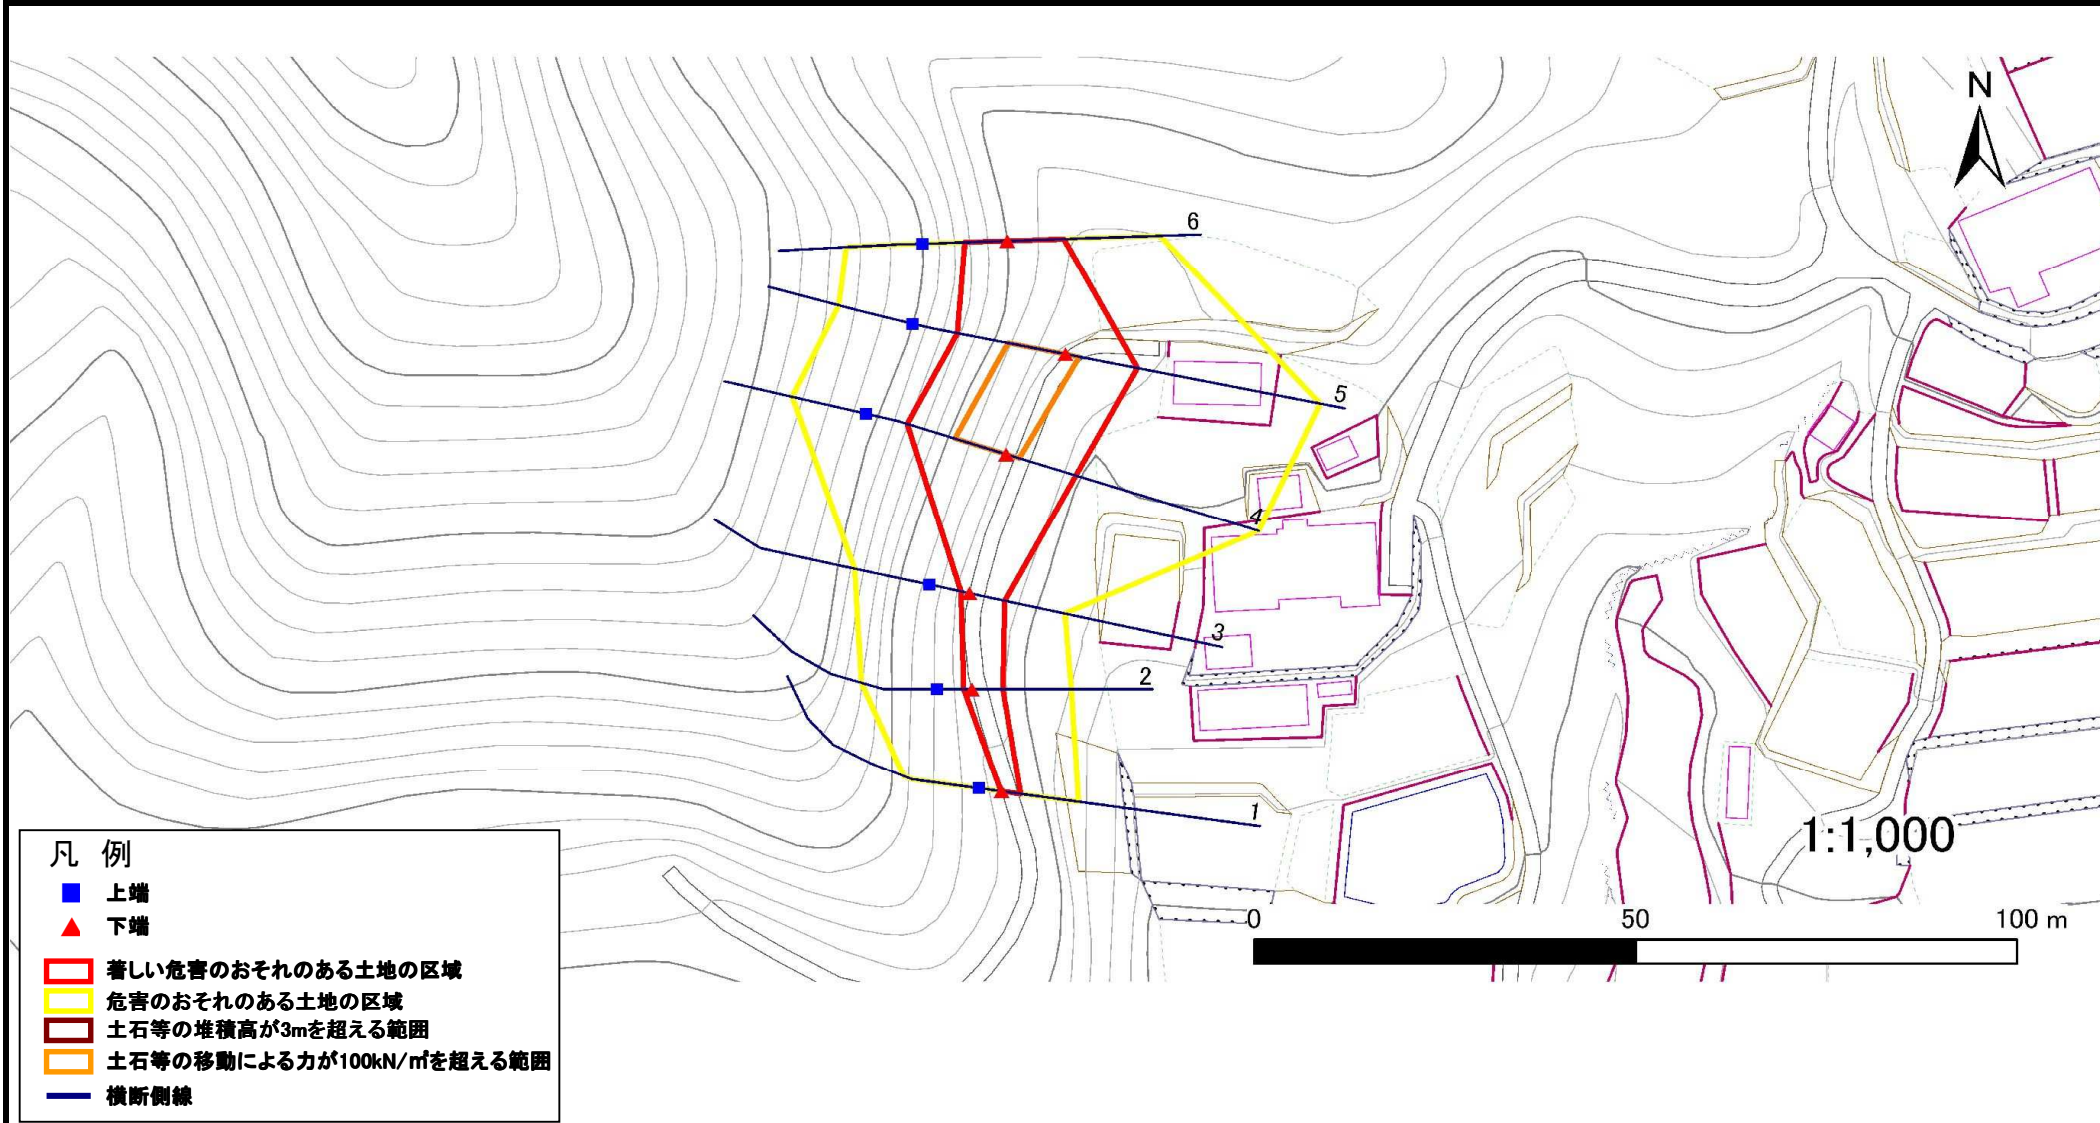 N
6
5
4
3
2
1
1:1,000
0 50 100 m
凡 例
上端
下端
著しい危害のおそれのある土地の区域
危害のおそれのある土地の区域
土石等の堆積高が3mを超える範囲
土石等の移動による力が100kN/㎡を超える範囲
横断側線